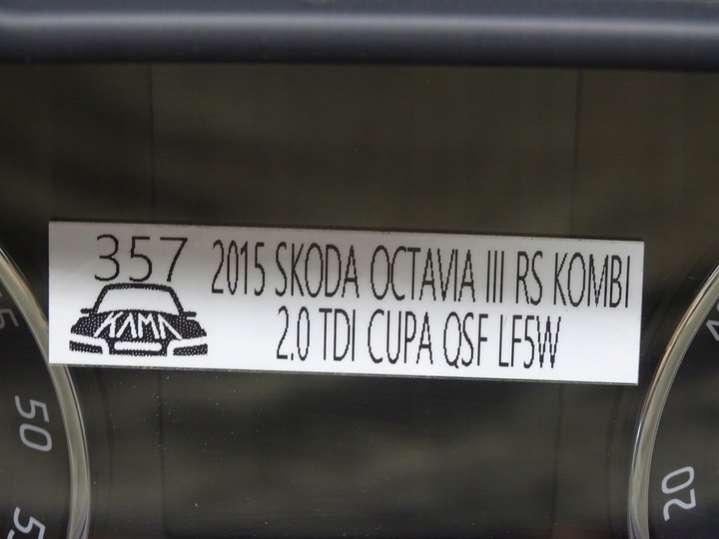 357
2015 SKODA OCTAVIA III RS KOMBI
KAMA
2.0 TDI CUPA QSF LF5W
50
20